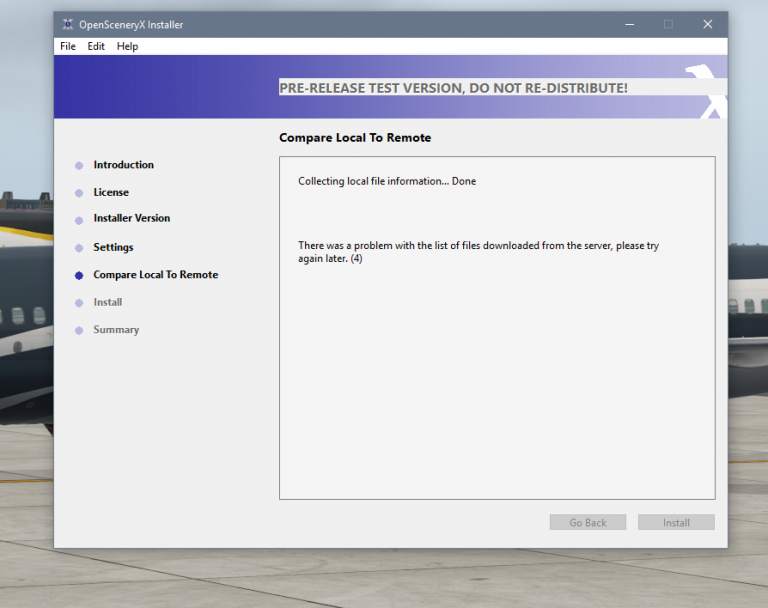 OpenSceneryX Installer
File Edit Help
PRE-RELEASE TEST VERSION, DO NOT RE-DISTRIBUTE!
Compare Local To Remote
Introduction
License
Installer Version
Settings
Compare Local To Remote
Install
Summary
Collecting local file information... Done
There was a problem with the list of files downloaded from the server, please try
again later. (4)
Go Back
Install